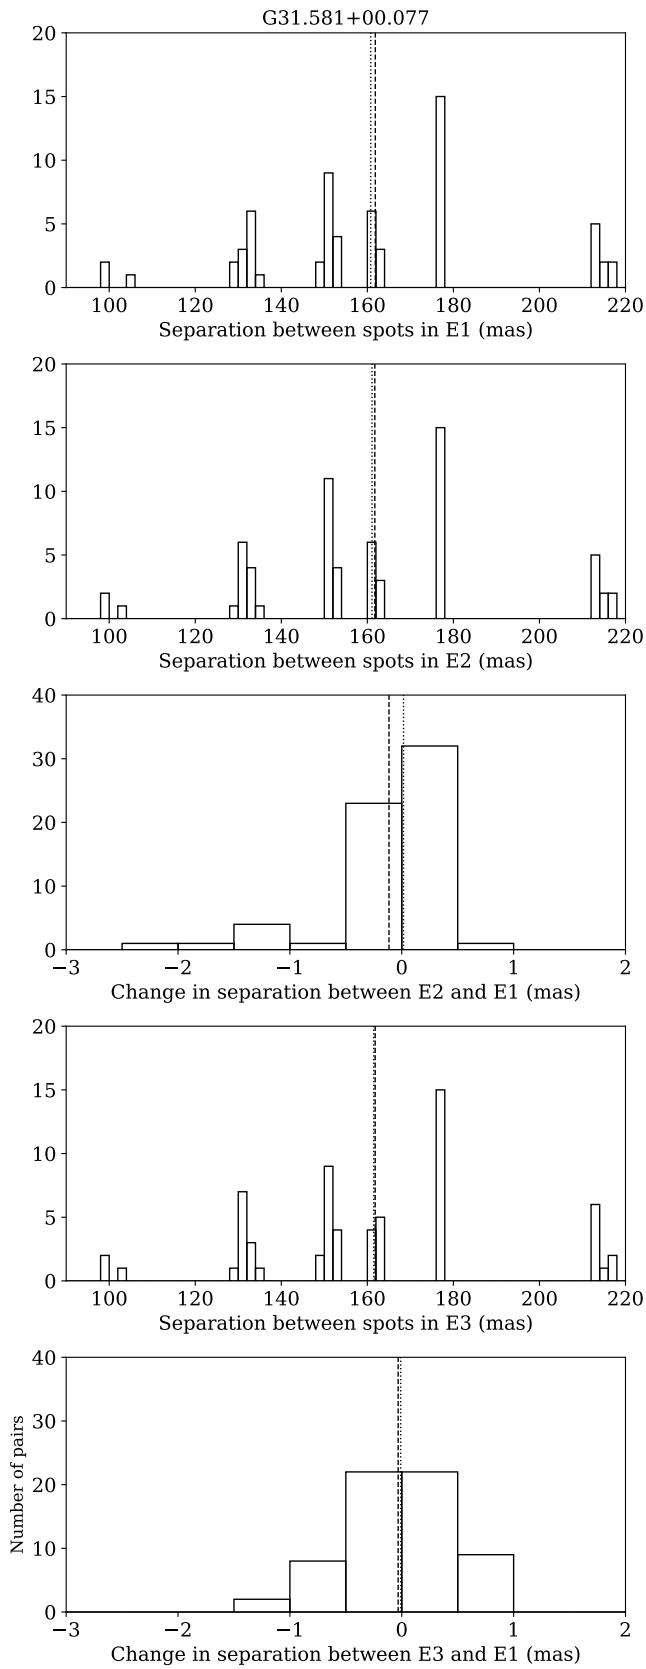 G31.581+00.077
20
15
10
5
0
100 120 140 160 180 200 220
Separation between spots in E1 (mas)
20
15
10
5
0
100 120 140 160 180 200 220
Separation between spots in E2 (mas)
40
30
20
10
0
−3 −2 −1 0 1 2
Change in separation between E2 and E1 (mas)
20
15
10
5
0
100 120 140 160 180 200 220
Separation between spots in E3 (mas)
40
30
20
10
0
Number of pairs
−3 −2 −1 0 1 2
Change in separation between E3 and E1 (mas)